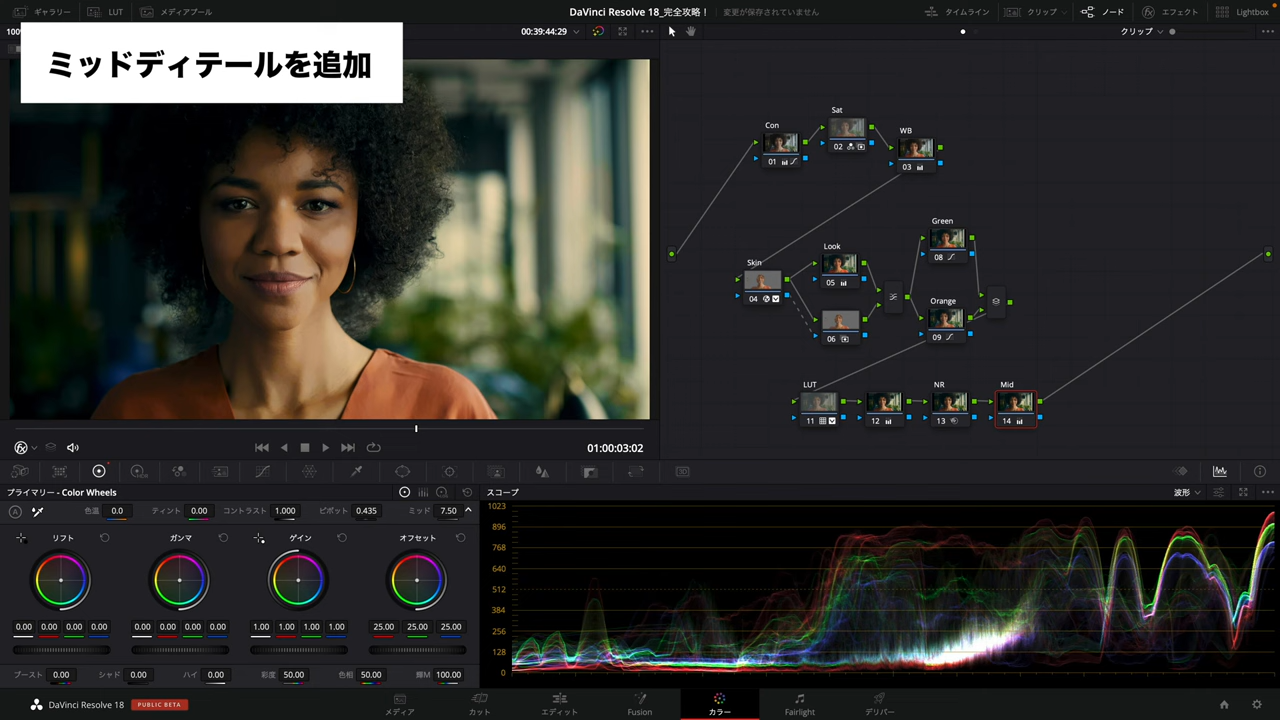 ギャラリー LUT メディアプール DaVinci Resolve 18_完全攻略！ 変更が保存されていません タイムライン クリップ ノード エフェクト Lightbox
100 00:39:44:29 クリップ
ミッドディテールを追加
Con
Sat
WB
01
02
03
Green
08
Skin
Look
04
05
06
Orange
09
LUT
NR
Mid
11
12
13
14
01:00:03:02
プライマリー - Color Wheels
スコープ
波形
色温 0.0 ティント 0.00 コントラスト 1.000 ピボット 0.435 ミッド 7.50
リフト ガンマ ゲイン オフセット
0.00 0.00 0.00 0.00 0.00 0.00 0.00 0.00 1.00 1.00 1.00 1.00 25.00 25.00 25.00
ブースト 0.00 シャド 0.00 ハイ 0.00 彩度 50.00 色相 50.00 輝M 100.00
1023
896
768
640
512
384
256
128
0
DaVinci Resolve 18 PUBLIC BETA
メディア カット エディット Fusion カラー Fairlight デリバー